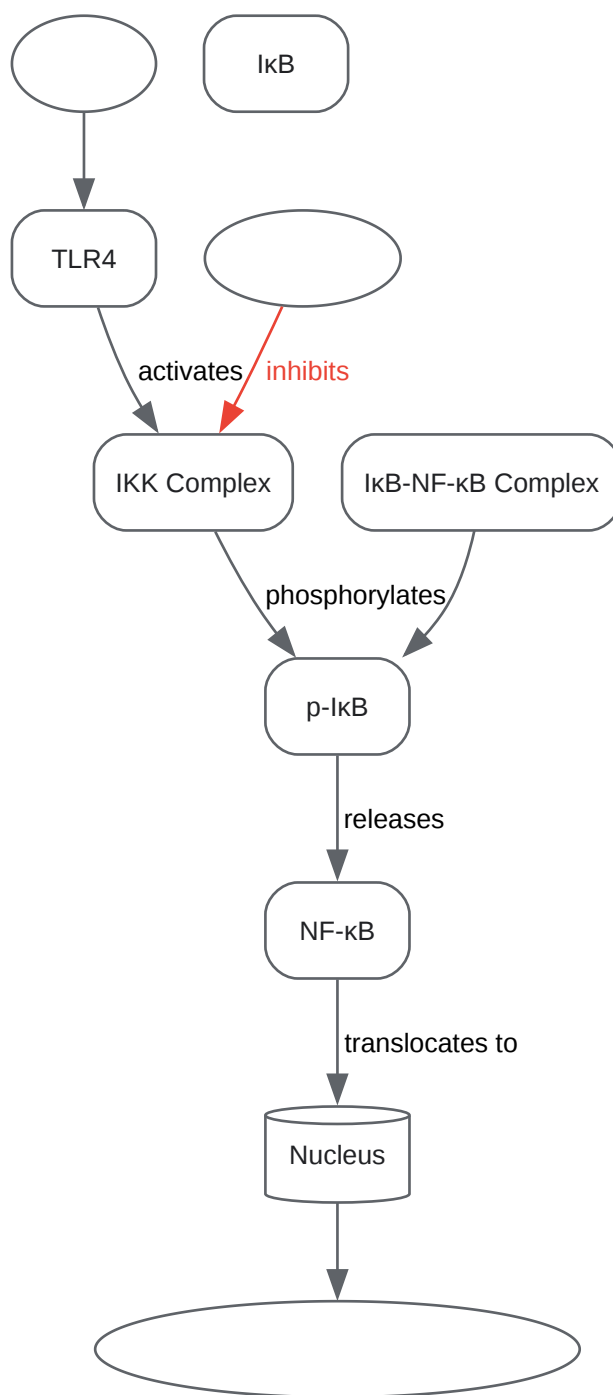 IκB
TLR4
activates
inhibits
IKK Complex
IκB-NF-κB Complex
phosphorylates
p-IκB
releases
NF-κB
translocates to
Nucleus